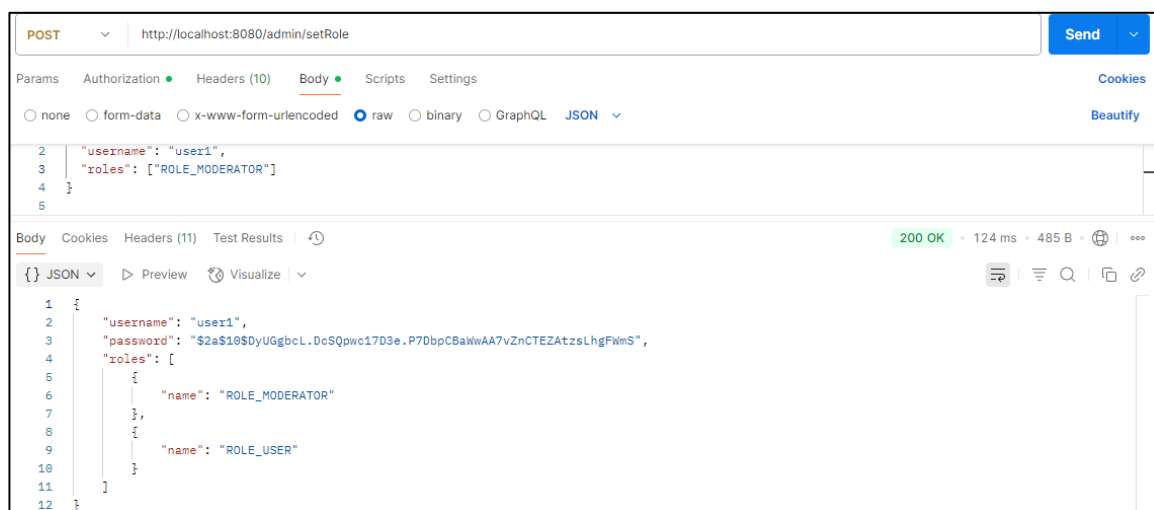 POST http://localhost:8080/admin/setRole Send
Params Authorization Headers (10) Body Scripts Settings Cookies
none form-data x-www-form-urlencoded raw binary GraphQL JSON Beautify
2 "username": "user1",
3 "roles": ["ROLE_MODERATOR"]
4 }
5
Body Cookies Headers (11) Test Results 200 OK • 124 ms • 485 B
{} JSON Preview Visualize
1 {
2 "username": "user1",
3 "password": "$2a$10$DyUGgbcL.DcSQpwc17D3e.P7DbpCBaWwAA7vZnCTEZAtzsLhgFWmS",
4 "roles": [
5 {
6 "name": "ROLE_MODERATOR"
7 },
8 {
9 "name": "ROLE_USER"
10 }
11 ]
12 }